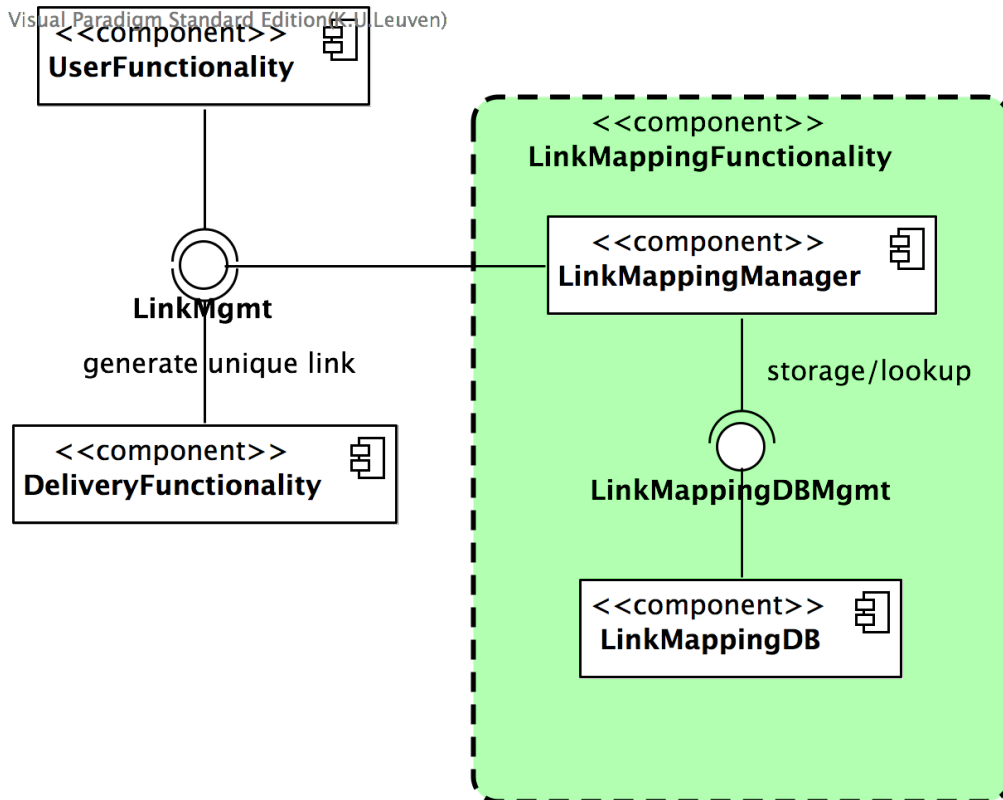 Visual Paradigm Standard Edition(K.U.Leuven)
<<component>>
UserFunctionality
<<component>>
LinkMappingFunctionality
<<component>>
LinkMappingManager
LinkMgmt
generate unique link
storage/lookup
<<component>>
DeliveryFunctionality
LinkMappingDBMgmt
<<component>>
LinkMappingDB